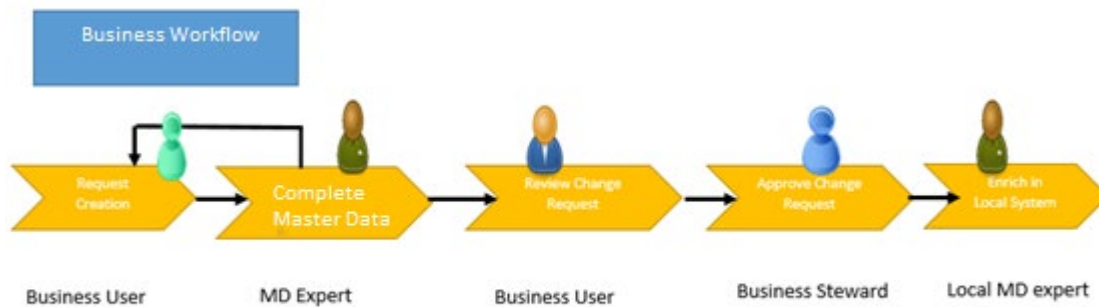 Business Workflow
Request
Creation
Complete
Master Data
Review Change
Request
Approve Change
Request
Enrich in
Local System
Business User
MD Expert
Business User
Business Steward
Local MD expert